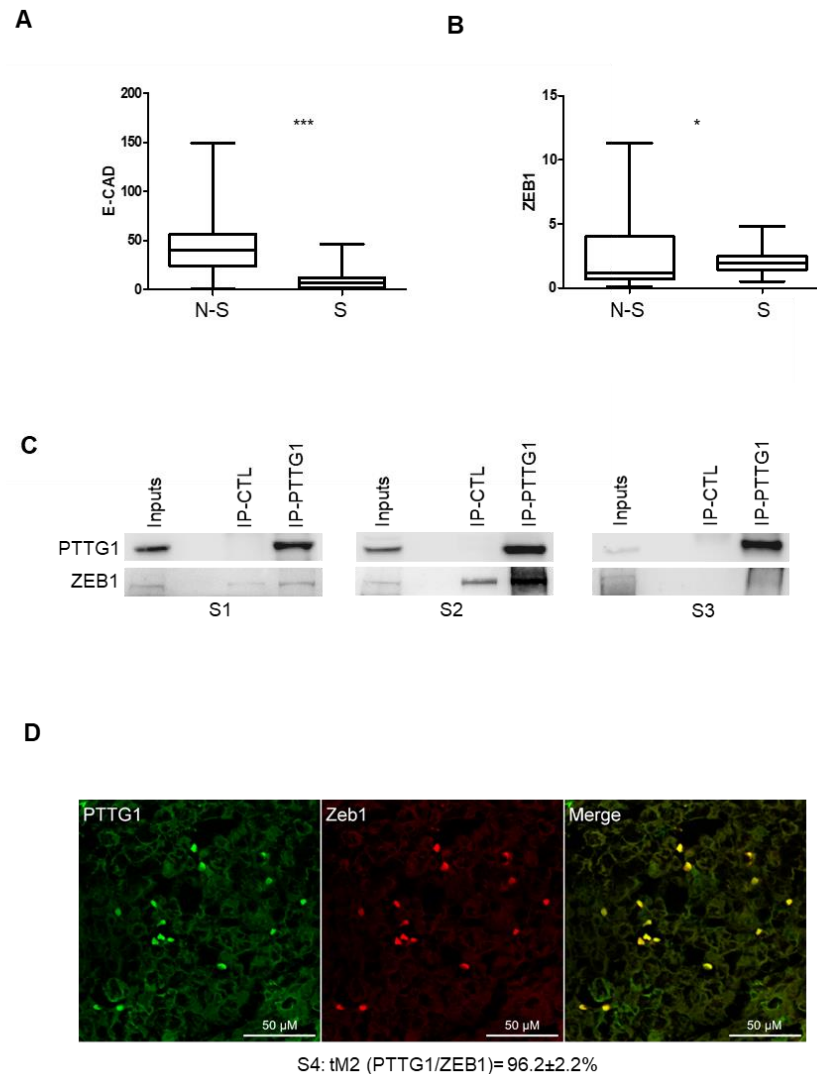 A
B
200
150
100
50
0
E-CAD
***
N-S
S
15
10
5
0
ZEB1
*
N-S
S
C
Inputs
IP-CTL
IP-PTTG1
Inputs
IP-CTL
IP-PTTG1
Inputs
IP-CTL
IP-PTTG1
PTTG1
ZEB1
S1
S2
S3
D
PTTG1
Zeb1
Merge
50 µM
50 µM
50 µM
S4: tM2 (PTTG1/ZEB1)= 96.2±2.2%